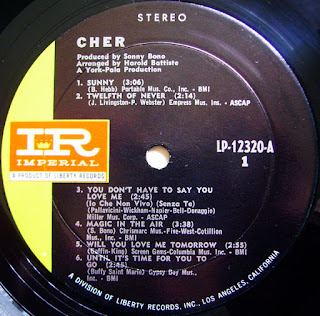 STEREO
CHER
Produced by Sonny Bono
Arranged by Harold Battiste
A York-Pala Production
1. SUNNY (3:06)
(B. Hebb) Portable Mus. Co., Inc. - BMI
2. TWELFTH OF NEVER (2:14)
(J. Livingston-P. Webster) Empress Mus. Ins. - ASCAP
IR
IMPERIAL
A PRODUCT OF LIBERTY RECORDS
LP-12320-A
1
3. YOU DON'T HAVE TO SAY YOU
LOVE ME (2:45)
(Io Che Non Vivo) (Senza Te)
(Pallavicini-Wickham-Napier-Bell-Donaggio)
Miller Mus. Corp. - ASCAP
4. MAGIC IN THE AIR (3:38)
(S. Bono) Chrismarc Mus.-Five-West-Cotillion
Mus., Inc. - BMI
5. WILL YOU LOVE ME TOMORROW (2:55)
(Goffin-King) Screen Gems-Columbia Mus., Inc. - BMI
6. UNTIL IT'S TIME FOR YOU TO
GO (2:45)
(Buffy Saint Marie) Gypsy Boy Mus.,
Inc. - BMI
A DIVISION OF LIBERTY RECORDS, INC., LOS ANGELES, CALIFORNIA